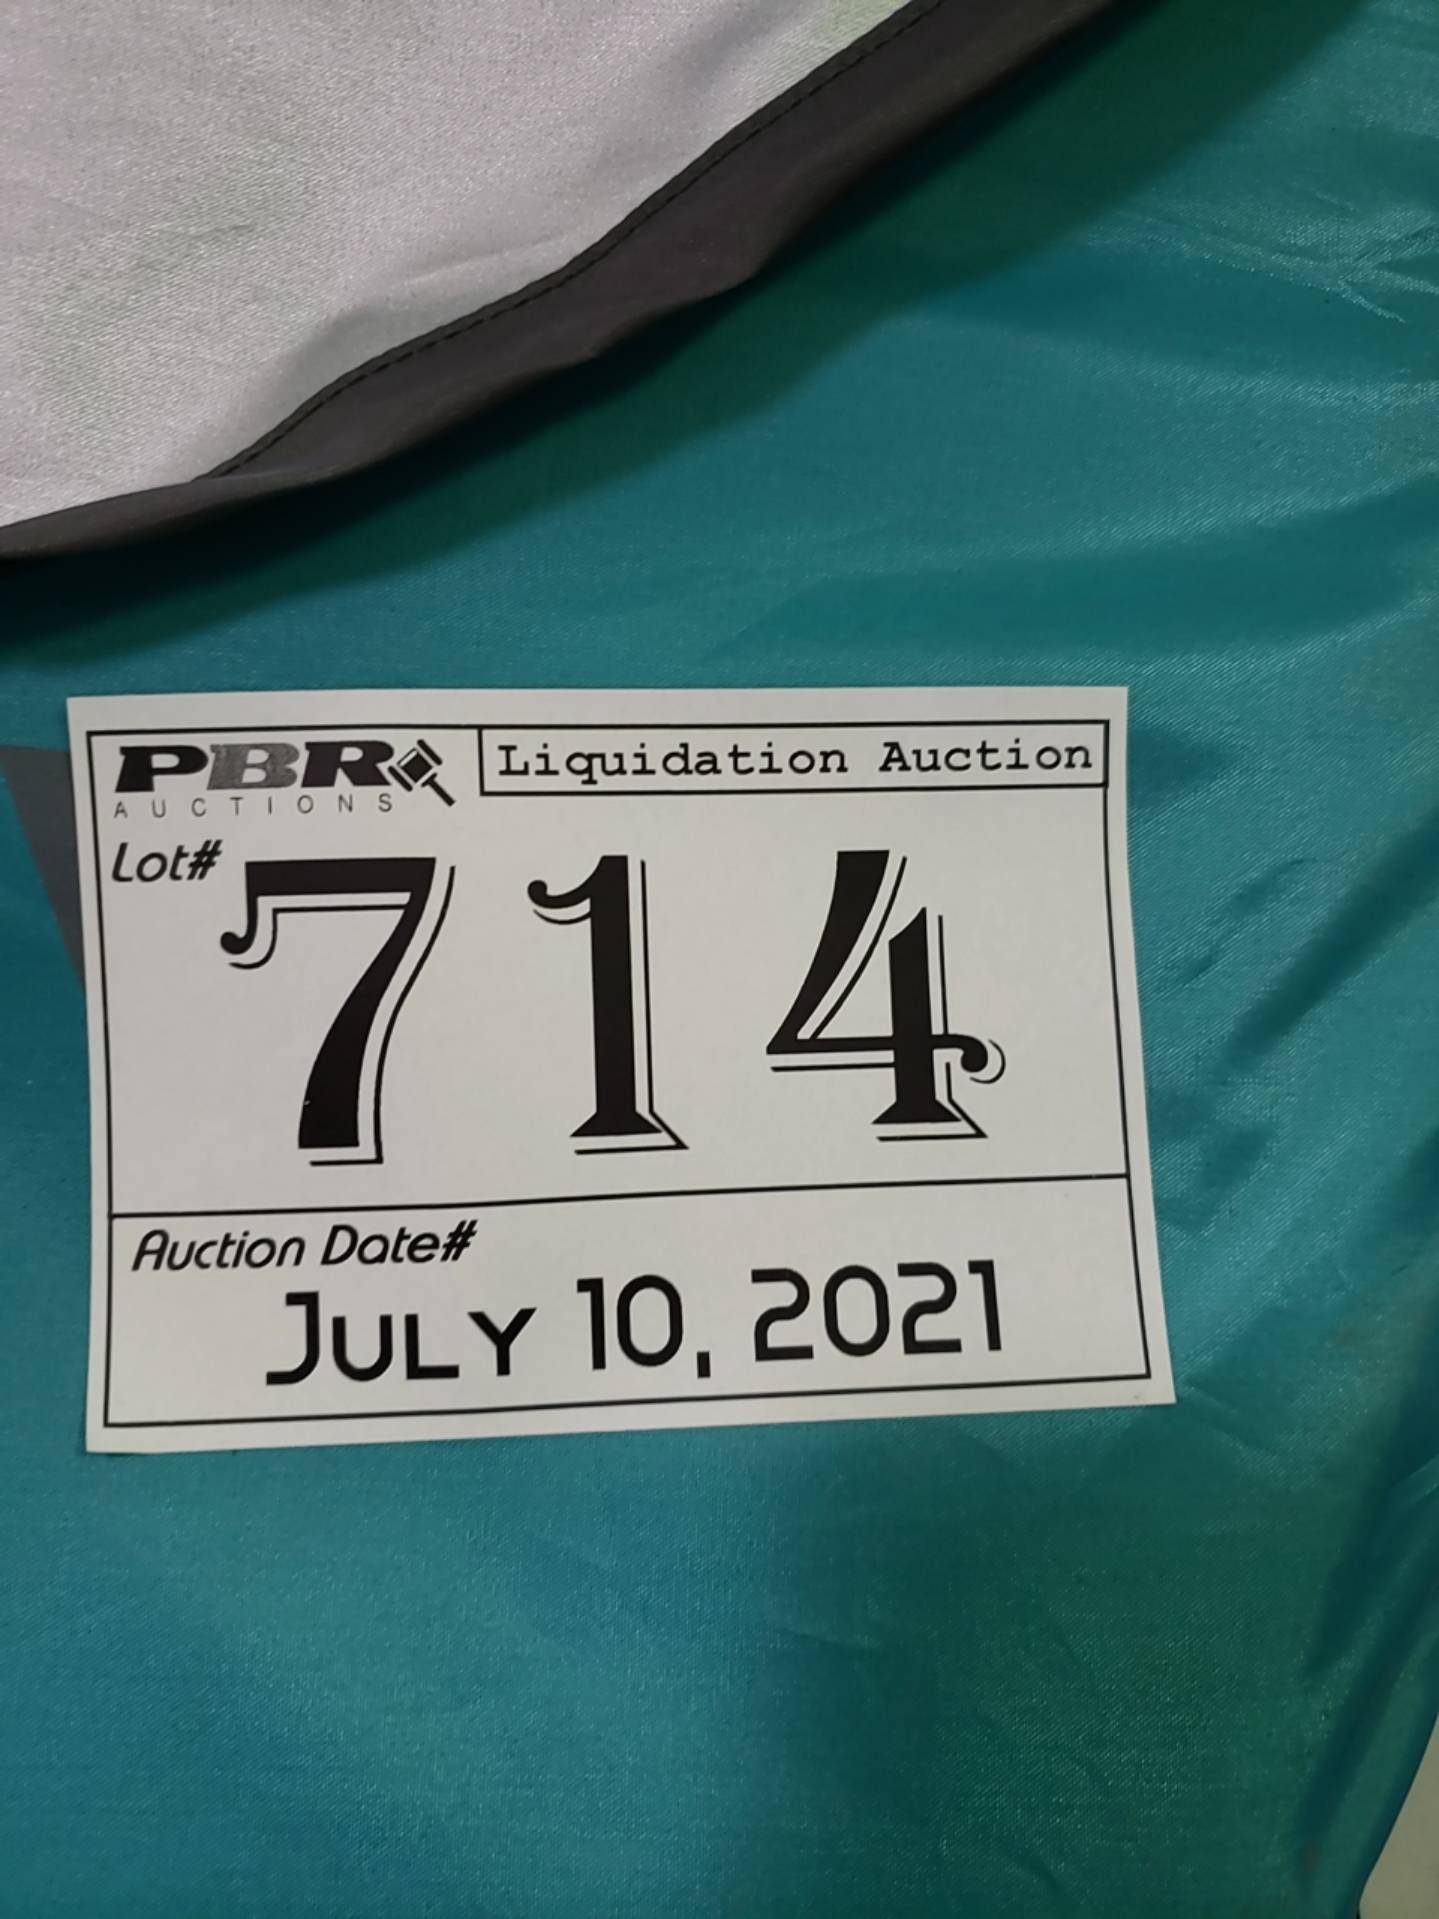 PBR
AUCTIONS
Liquidation Auction
Lot#
714
Auction Date#
July 10, 2021